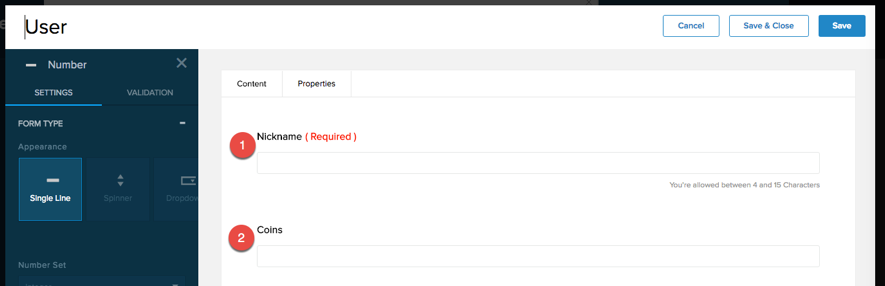 User
Cancel
Save & Close
Save
Number
SETTINGS
VALIDATION
FORM TYPE
Appearance
Single Line
Spinner
Number Set
Content
Properties
1
Nickname ( Required )
You're allowed between 4 and 15 Characters
2
Coins